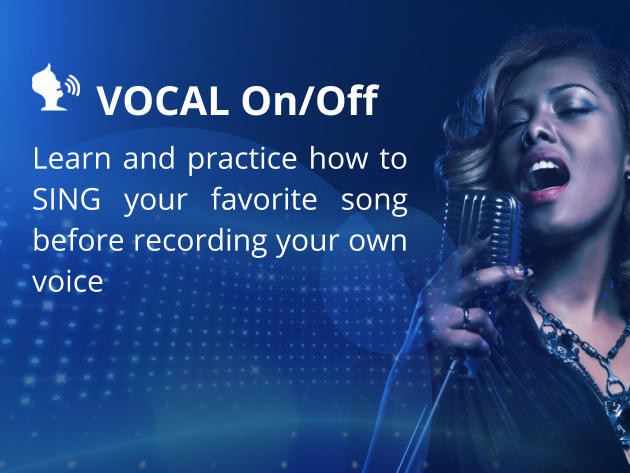 VOCAL On/Off
Learn and practice how to
SING your favorite song
before recording your own
voice